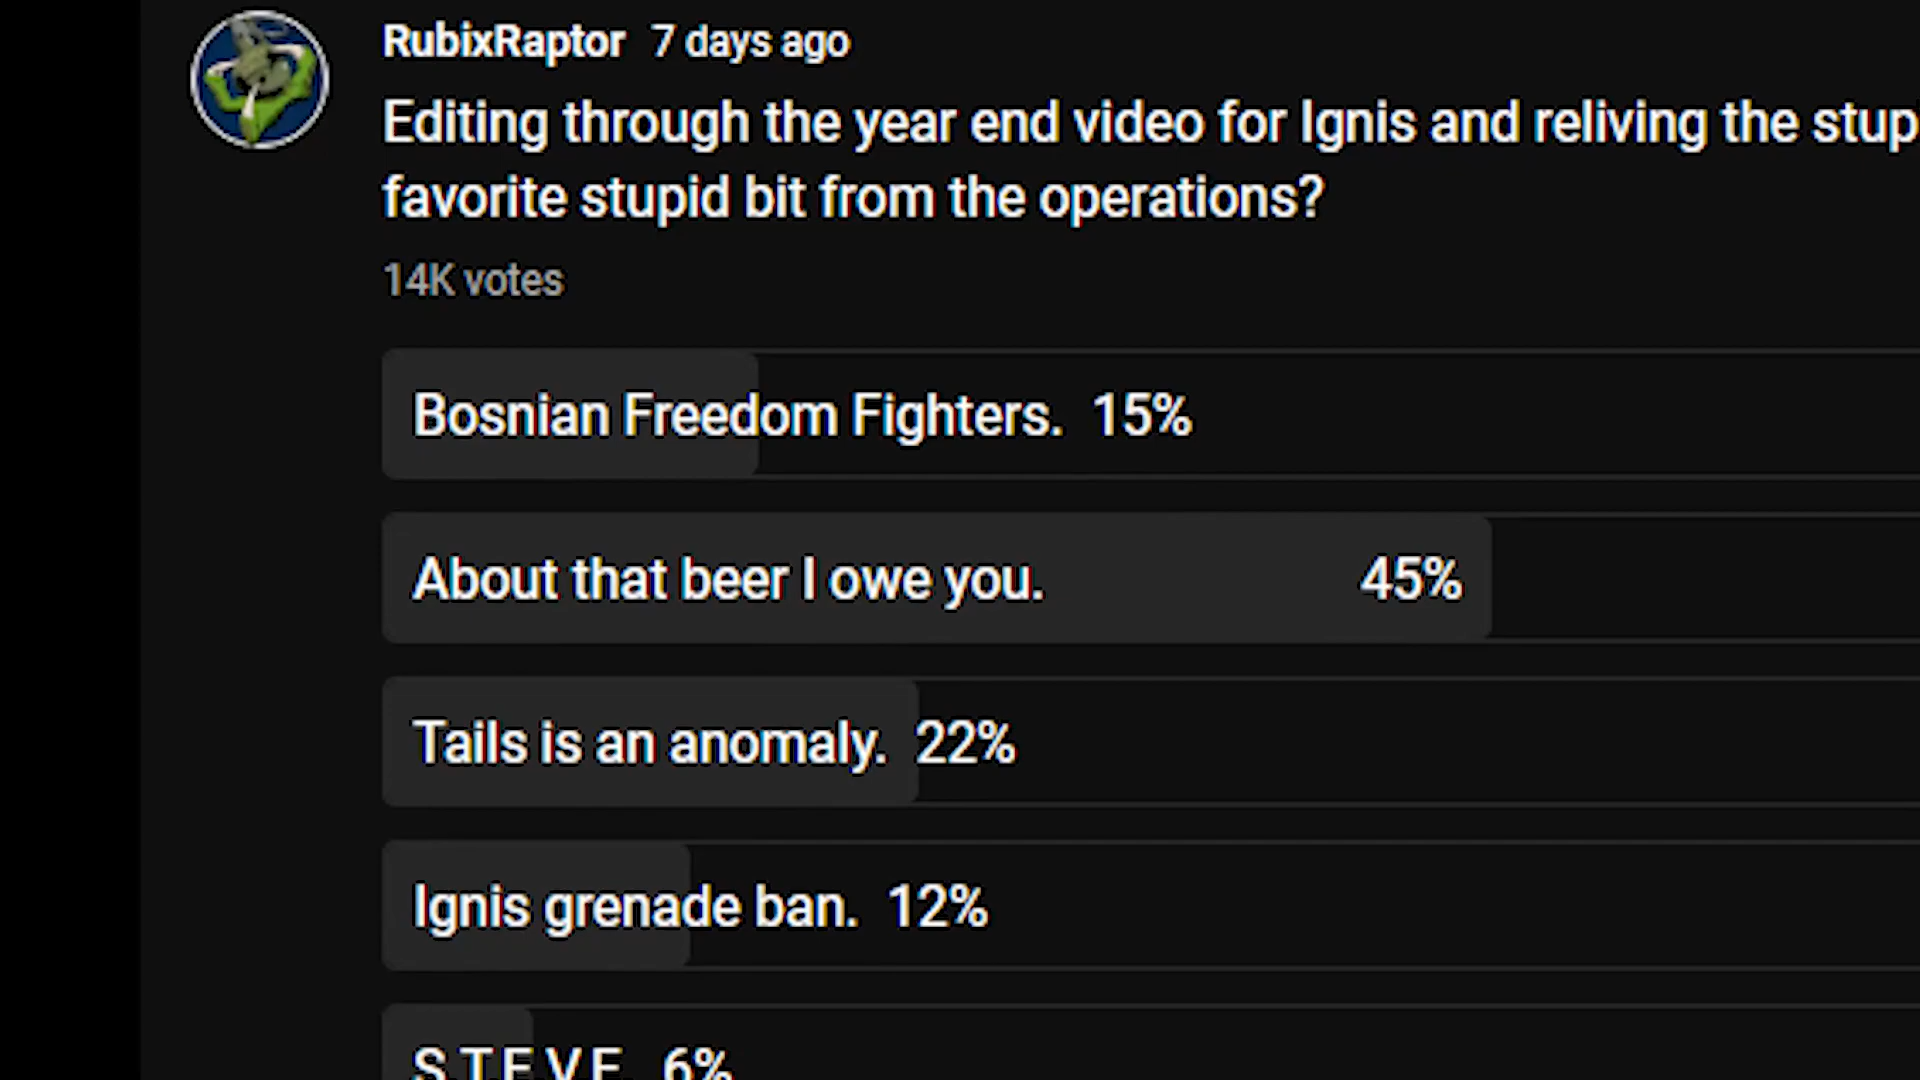 RubixRaptor 7 days ago
Editing through the year end video for Ignis and reliving the stup
favorite stupid bit from the operations?
14K votes
Bosnian Freedom Fighters. 15%
About that beer I owe you. 45%
Tails is an anomaly. 22%
Ignis grenade ban. 12%
S.T.E.V.E. 6%